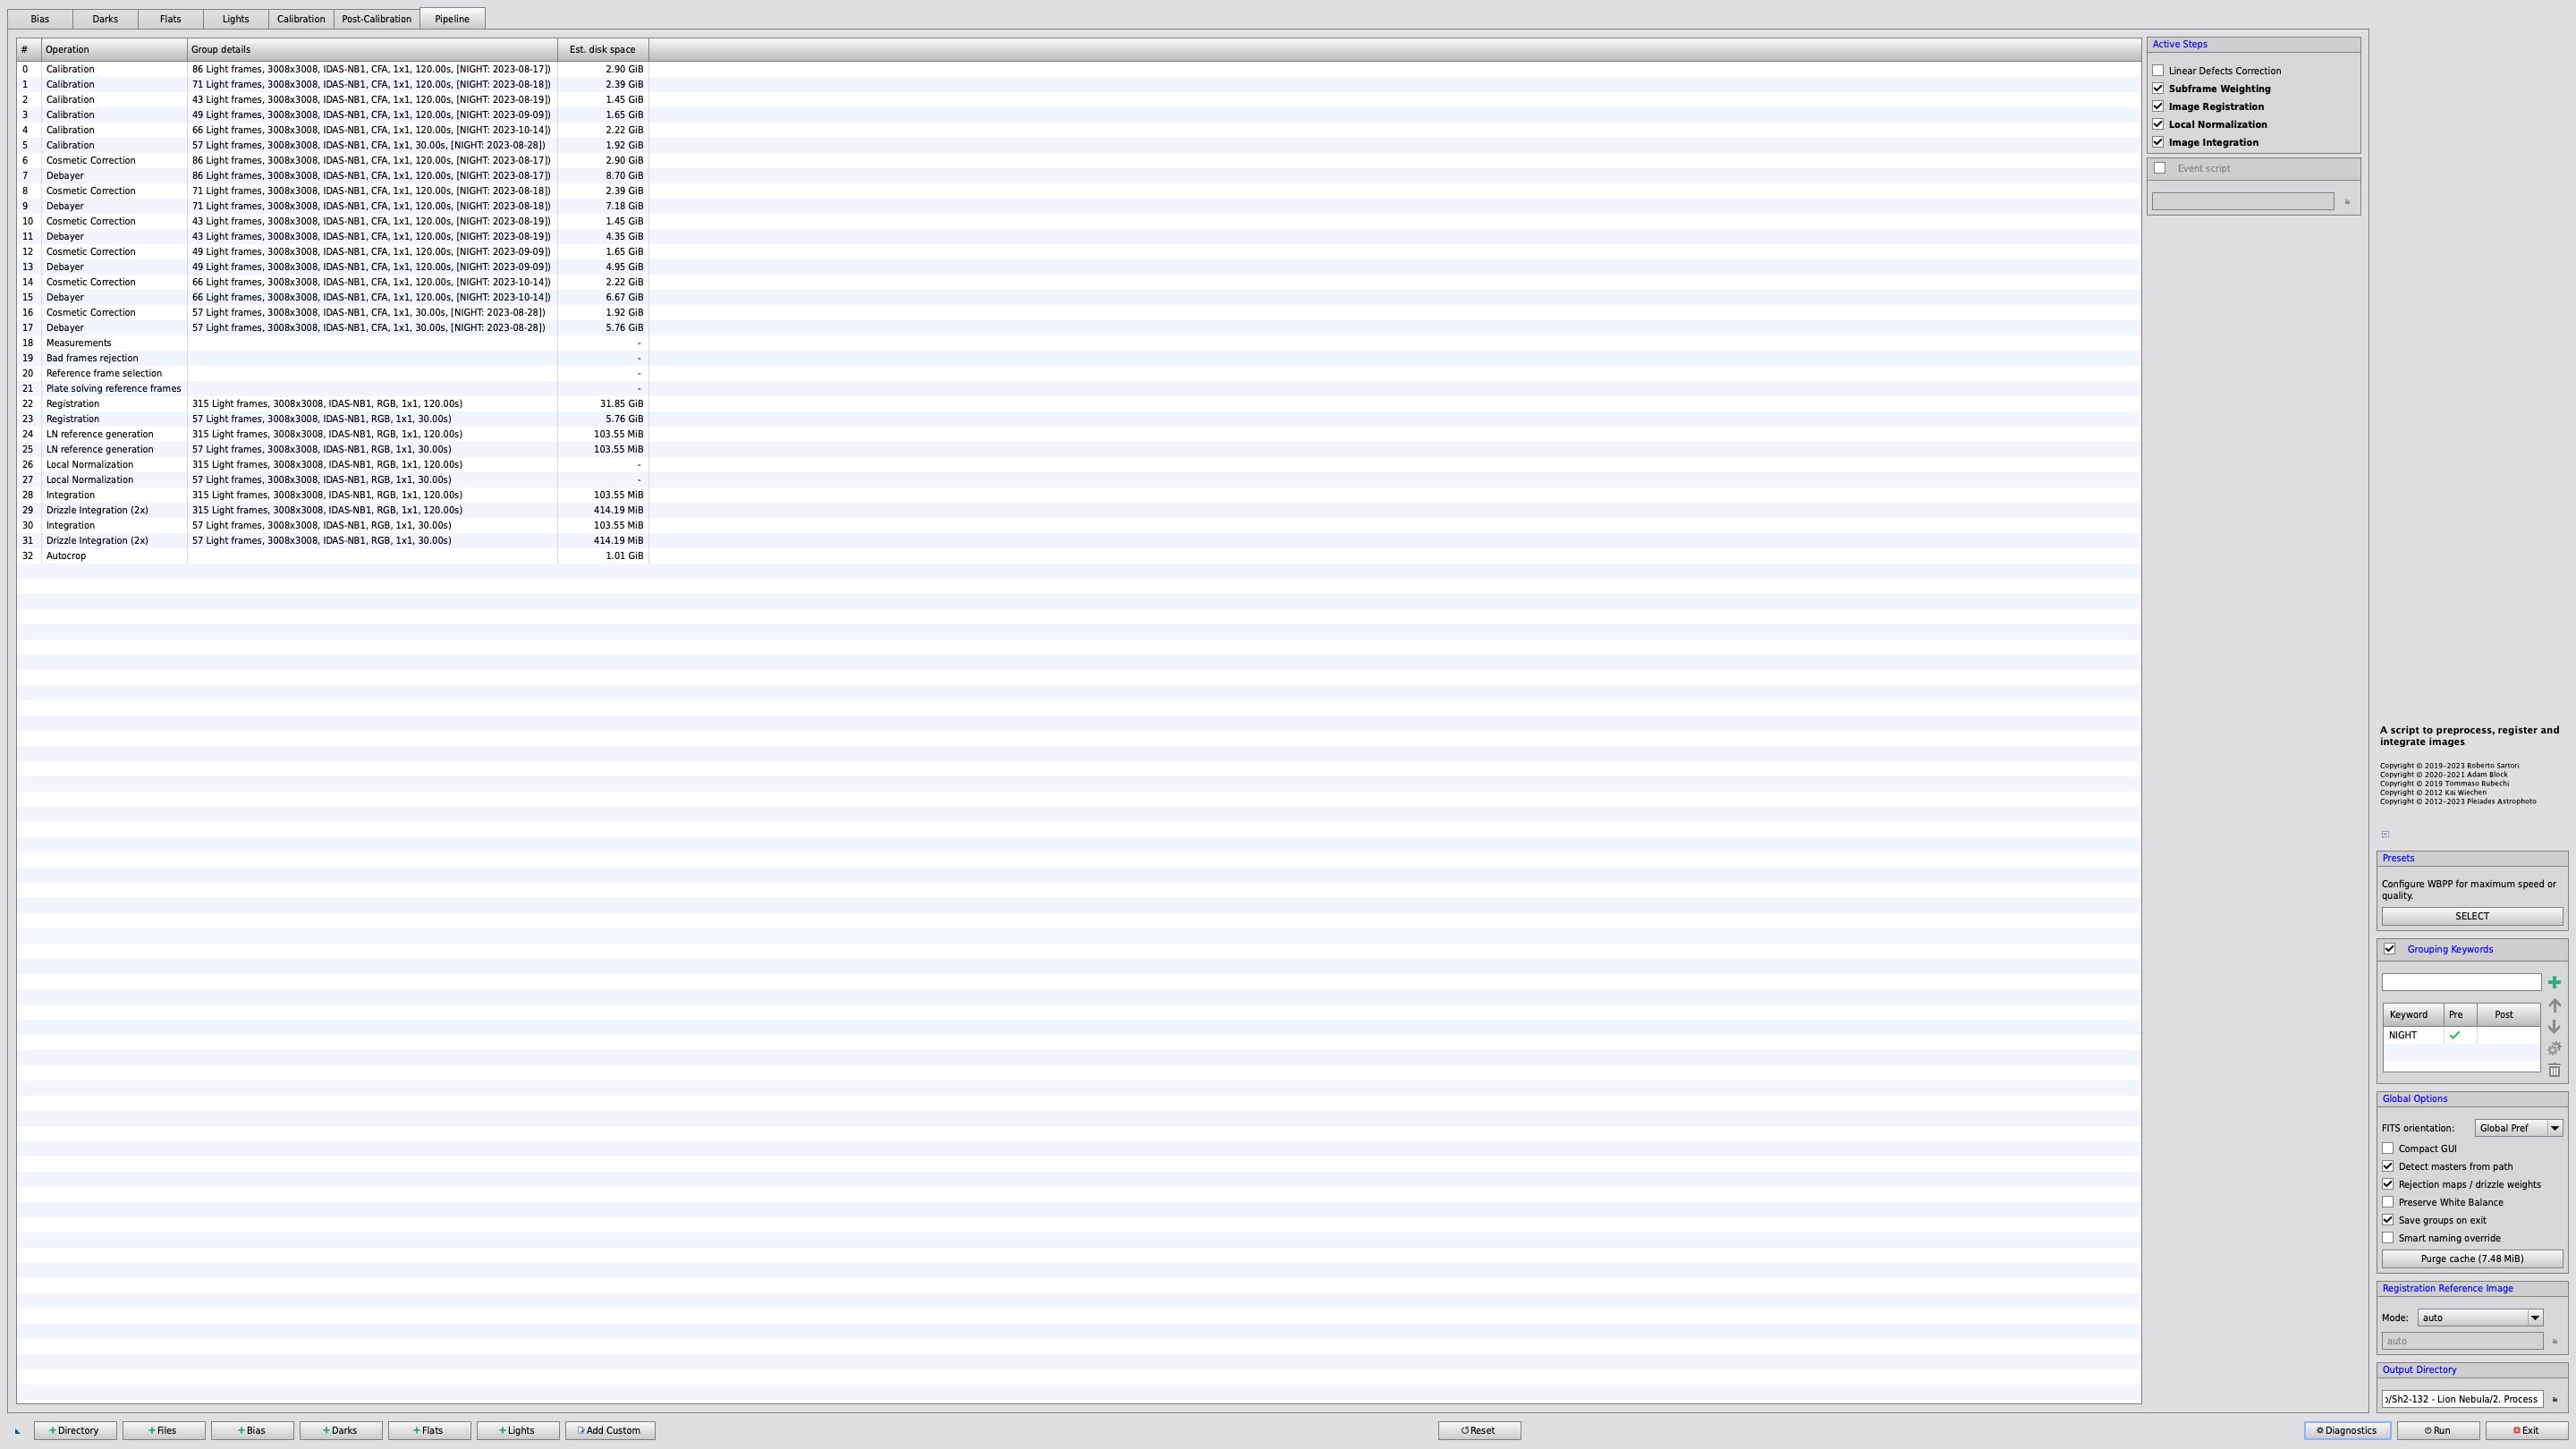 Bias Darks Flats Lights Calibration Post-Calibration Pipeline
# Operation Group details Est. disk space
0 Calibration 86 Light frames, 3008x3008, IDAS-NB1, CFA, 1x1, 120.00s, [NIGHT: 2023-08-17]) 2.90 GiB
1 Calibration 71 Light frames, 3008x3008, IDAS-NB1, CFA, 1x1, 120.00s, [NIGHT: 2023-08-18]) 2.39 GiB
2 Calibration 43 Light frames, 3008x3008, IDAS-NB1, CFA, 1x1, 120.00s, [NIGHT: 2023-08-19]) 1.45 GiB
3 Calibration 49 Light frames, 3008x3008, IDAS-NB1, CFA, 1x1, 120.00s, [NIGHT: 2023-09-09]) 1.65 GiB
4 Calibration 66 Light frames, 3008x3008, IDAS-NB1, CFA, 1x1, 120.00s, [NIGHT: 2023-10-14]) 2.22 GiB
5 Calibration 57 Light frames, 3008x3008, IDAS-NB1, CFA, 1x1, 30.00s, [NIGHT: 2023-08-28]) 1.92 GiB
6 Cosmetic Correction 86 Light frames, 3008x3008, IDAS-NB1, CFA, 1x1, 120.00s, [NIGHT: 2023-08-17]) 2.90 GiB
7 Debayer 86 Light frames, 3008x3008, IDAS-NB1, CFA, 1x1, 120.00s, [NIGHT: 2023-08-17]) 8.70 GiB
8 Cosmetic Correction 71 Light frames, 3008x3008, IDAS-NB1, CFA, 1x1, 120.00s, [NIGHT: 2023-08-18]) 2.39 GiB
9 Debayer 71 Light frames, 3008x3008, IDAS-NB1, CFA, 1x1, 120.00s, [NIGHT: 2023-08-18]) 7.18 GiB
10 Cosmetic Correction 43 Light frames, 3008x3008, IDAS-NB1, CFA, 1x1, 120.00s, [NIGHT: 2023-08-19]) 1.45 GiB
11 Debayer 43 Light frames, 3008x3008, IDAS-NB1, CFA, 1x1, 120.00s, [NIGHT: 2023-08-19]) 4.35 GiB
12 Cosmetic Correction 49 Light frames, 3008x3008, IDAS-NB1, CFA, 1x1, 120.00s, [NIGHT: 2023-09-09]) 1.65 GiB
13 Debayer 49 Light frames, 3008x3008, IDAS-NB1, CFA, 1x1, 120.00s, [NIGHT: 2023-09-09]) 4.95 GiB
14 Cosmetic Correction 66 Light frames, 3008x3008, IDAS-NB1, CFA, 1x1, 120.00s, [NIGHT: 2023-10-14]) 2.22 GiB
15 Debayer 66 Light frames, 3008x3008, IDAS-NB1, CFA, 1x1, 120.00s, [NIGHT: 2023-10-14]) 6.67 GiB
16 Cosmetic Correction 57 Light frames, 3008x3008, IDAS-NB1, CFA, 1x1, 30.00s, [NIGHT: 2023-08-28]) 1.92 GiB
17 Debayer 57 Light frames, 3008x3008, IDAS-NB1, CFA, 1x1, 30.00s, [NIGHT: 2023-08-28]) 5.76 GiB
18 Measurements -
19 Bad frames rejection -
20 Reference frame selection -
21 Plate solving reference frames -
22 Registration 315 Light frames, 3008x3008, IDAS-NB1, RGB, 1x1, 120.00s) 31.85 GiB
23 Registration 57 Light frames, 3008x3008, IDAS-NB1, RGB, 1x1, 30.00s) 5.76 GiB
24 LN reference generation 315 Light frames, 3008x3008, IDAS-NB1, RGB, 1x1, 120.00s) 103.55 MiB
25 LN reference generation 57 Light frames, 3008x3008, IDAS-NB1, RGB, 1x1, 30.00s) 103.55 MiB
26 Local Normalization 315 Light frames, 3008x3008, IDAS-NB1, RGB, 1x1, 120.00s) -
27 Local Normalization 57 Light frames, 3008x3008, IDAS-NB1, RGB, 1x1, 30.00s) -
28 Integration 315 Light frames, 3008x3008, IDAS-NB1, RGB, 1x1, 120.00s) 103.55 MiB
29 Drizzle Integration (2x) 315 Light frames, 3008x3008, IDAS-NB1, RGB, 1x1, 120.00s) 414.19 MiB
30 Integration 57 Light frames, 3008x3008, IDAS-NB1, RGB, 1x1, 30.00s) 103.55 MiB
31 Drizzle Integration (2x) 57 Light frames, 3008x3008, IDAS-NB1, RGB, 1x1, 30.00s) 414.19 MiB
32 Autocrop 1.01 GiB
Active Steps
Linear Defects Correction
Subframe Weighting
Image Registration
Local Normalization
Image Integration
Event script
A script to preprocess, register and
integrate images
Copyright © 2019-2023 Roberto Sartori
Copyright © 2020-2021 Adam Block
Copyright © 2019 Tommaso Rubechi
Copyright © 2012 Kai Wiechen
Copyright © 2012-2023 Pleiades Astrophoto
Presets
Configure WBPP for maximum speed or
quality.
SELECT
Grouping Keywords
Keyword Pre Post
NIGHT
Global Options
FITS orientation: Global Pref
Compact GUI
Detect masters from path
Rejection maps / drizzle weights
Preserve White Balance
Save groups on exit
Smart naming override
Purge cache (7.48 MiB)
Registration Reference Image
Mode: auto
auto
Output Directory
/Sh2-132 - Lion Nebula/2. Process
Directory Files Bias Darks Flats Lights Add Custom Reset Diagnostics Run Exit